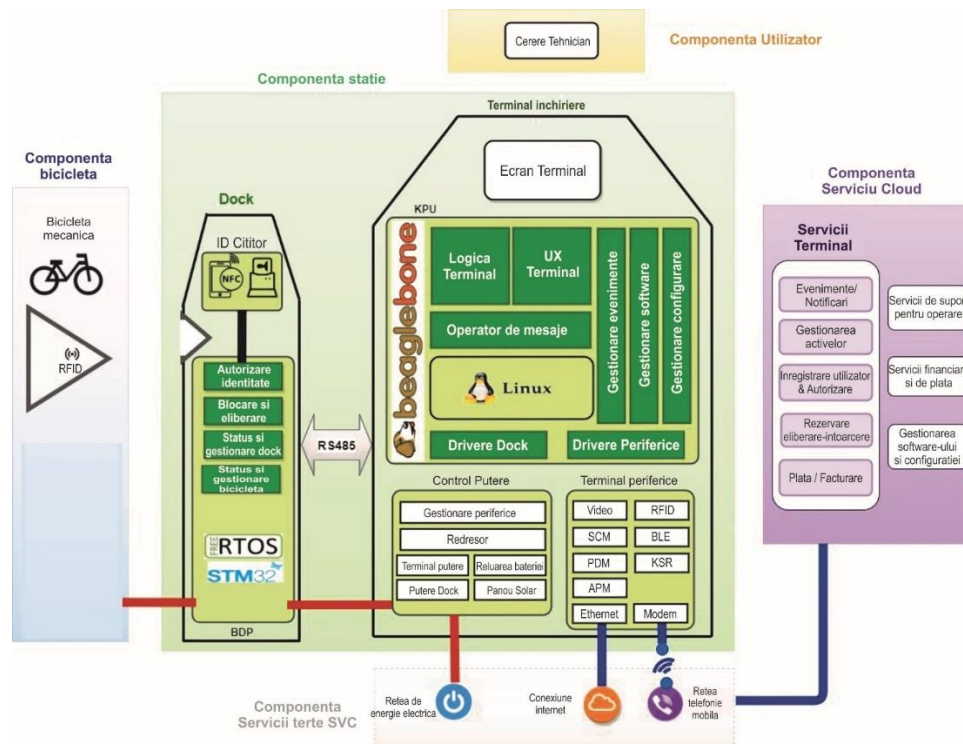 Cerere Tehnician
Componenta Utilizator
Componenta statie
Terminal inchiriere
Componenta
bicicleta
Bicicleta
mecanica
RFID
Dock
ID Cititor
NFC
Autorizare
identitate
Blocare si
eliberare
Status si
gestionare dock
Status si
gestionare bicicleta
RTOS
STM32
BDP
RS485
Ecran Terminal
KPU
beaglebone
Logica
Terminal
UX
Terminal
Operator de mesaje
Linux
Gestionare evenimente
Gestionare software
Gestionare configurare
Drivere Dock
Drivere Periferice
Control Putere
Gestionare periferice
Redresor
Terminal putere
Reluarea bateriei
Putere Dock
Panou Solar
Terminal periferice
Video
RFID
SCM
BLE
PDM
KSR
APM
Ethernet
Modem
Componenta
Serviciu Cloud
Servicii
Terminal
Evenimente/
Notificari
Gestionarea
activelor
Inregistrare utilizator
& Autorizare
Rezervare
eliberare-intoarcere
Plata / Facturare
Servicii de supor
pentru operare
Servicii financiar
si de plata
Gestionarea
software-ului
si configuratiei
Componenta
Servicii terte SVC
Retea de
energie electrica
Conexiune
internet
Retea
telefonie
mobila